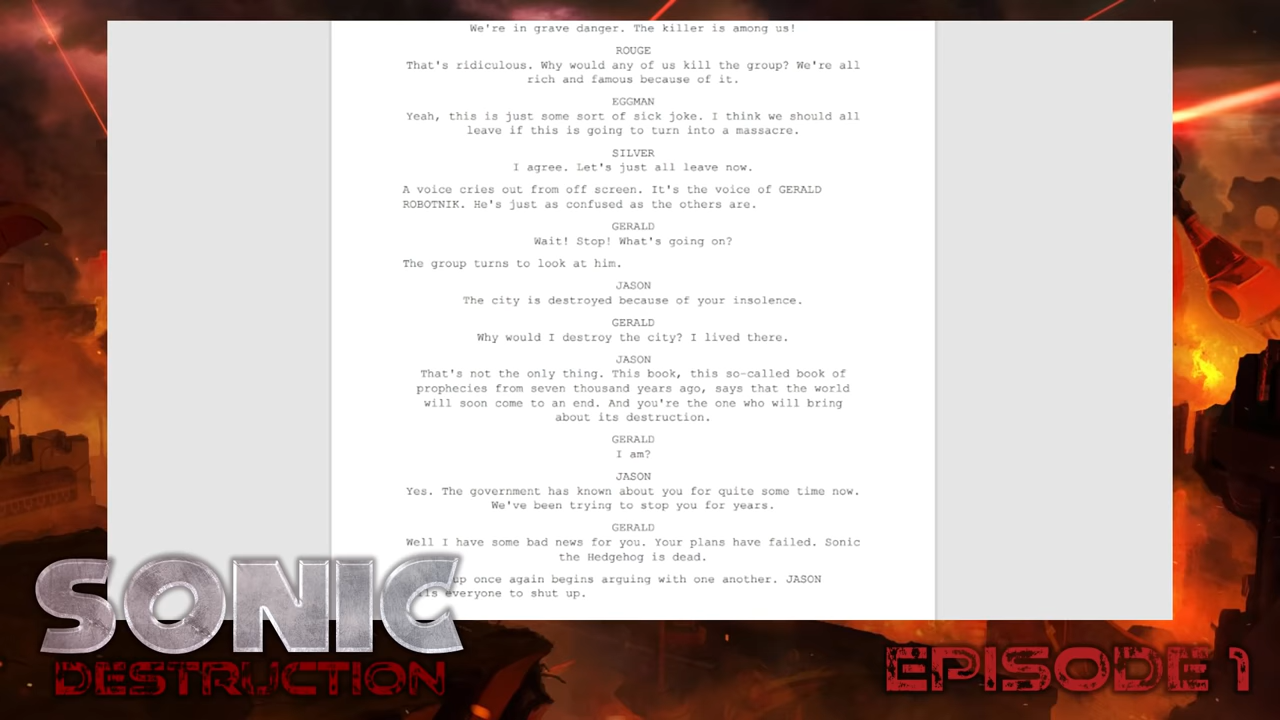 We're in grave danger. The killer is among us!
ROUGE
That's ridiculous. Why would any of us kill the group? We're all
rich and famous because of it.
EGGMAN
Yeah, this is just some sort of sick joke. I think we should all
leave if this is going to turn into a massacre.
SILVER
I agree. Let's just all leave now.
A voice cries out from off screen. It's the voice of GERALD
ROBOTNIK. He's just as confused as the others are.
GERALD
Wait! Stop! What's going on?
The group turns to look at him.
JASON
The city is destroyed because of your insolence.
GERALD
Why would I destroy the city? I lived there.
JASON
That's not the only thing. This book, this so-called book of
prophecies from seven thousand years ago, says that the world
will soon come to an end. And you're the one who will bring
about its destruction.
GERALD
I am?
JASON
Yes. The government has known about you for quite some time now.
We've been trying to stop you for years.
GERALD
Well I have some bad news for you. Your plans have failed. Sonic
the Hedgehog is dead.
once again begins arguing with one another. JASON
everyone to shut up.
SONIC
DESTRUCTION
EPISODE 1